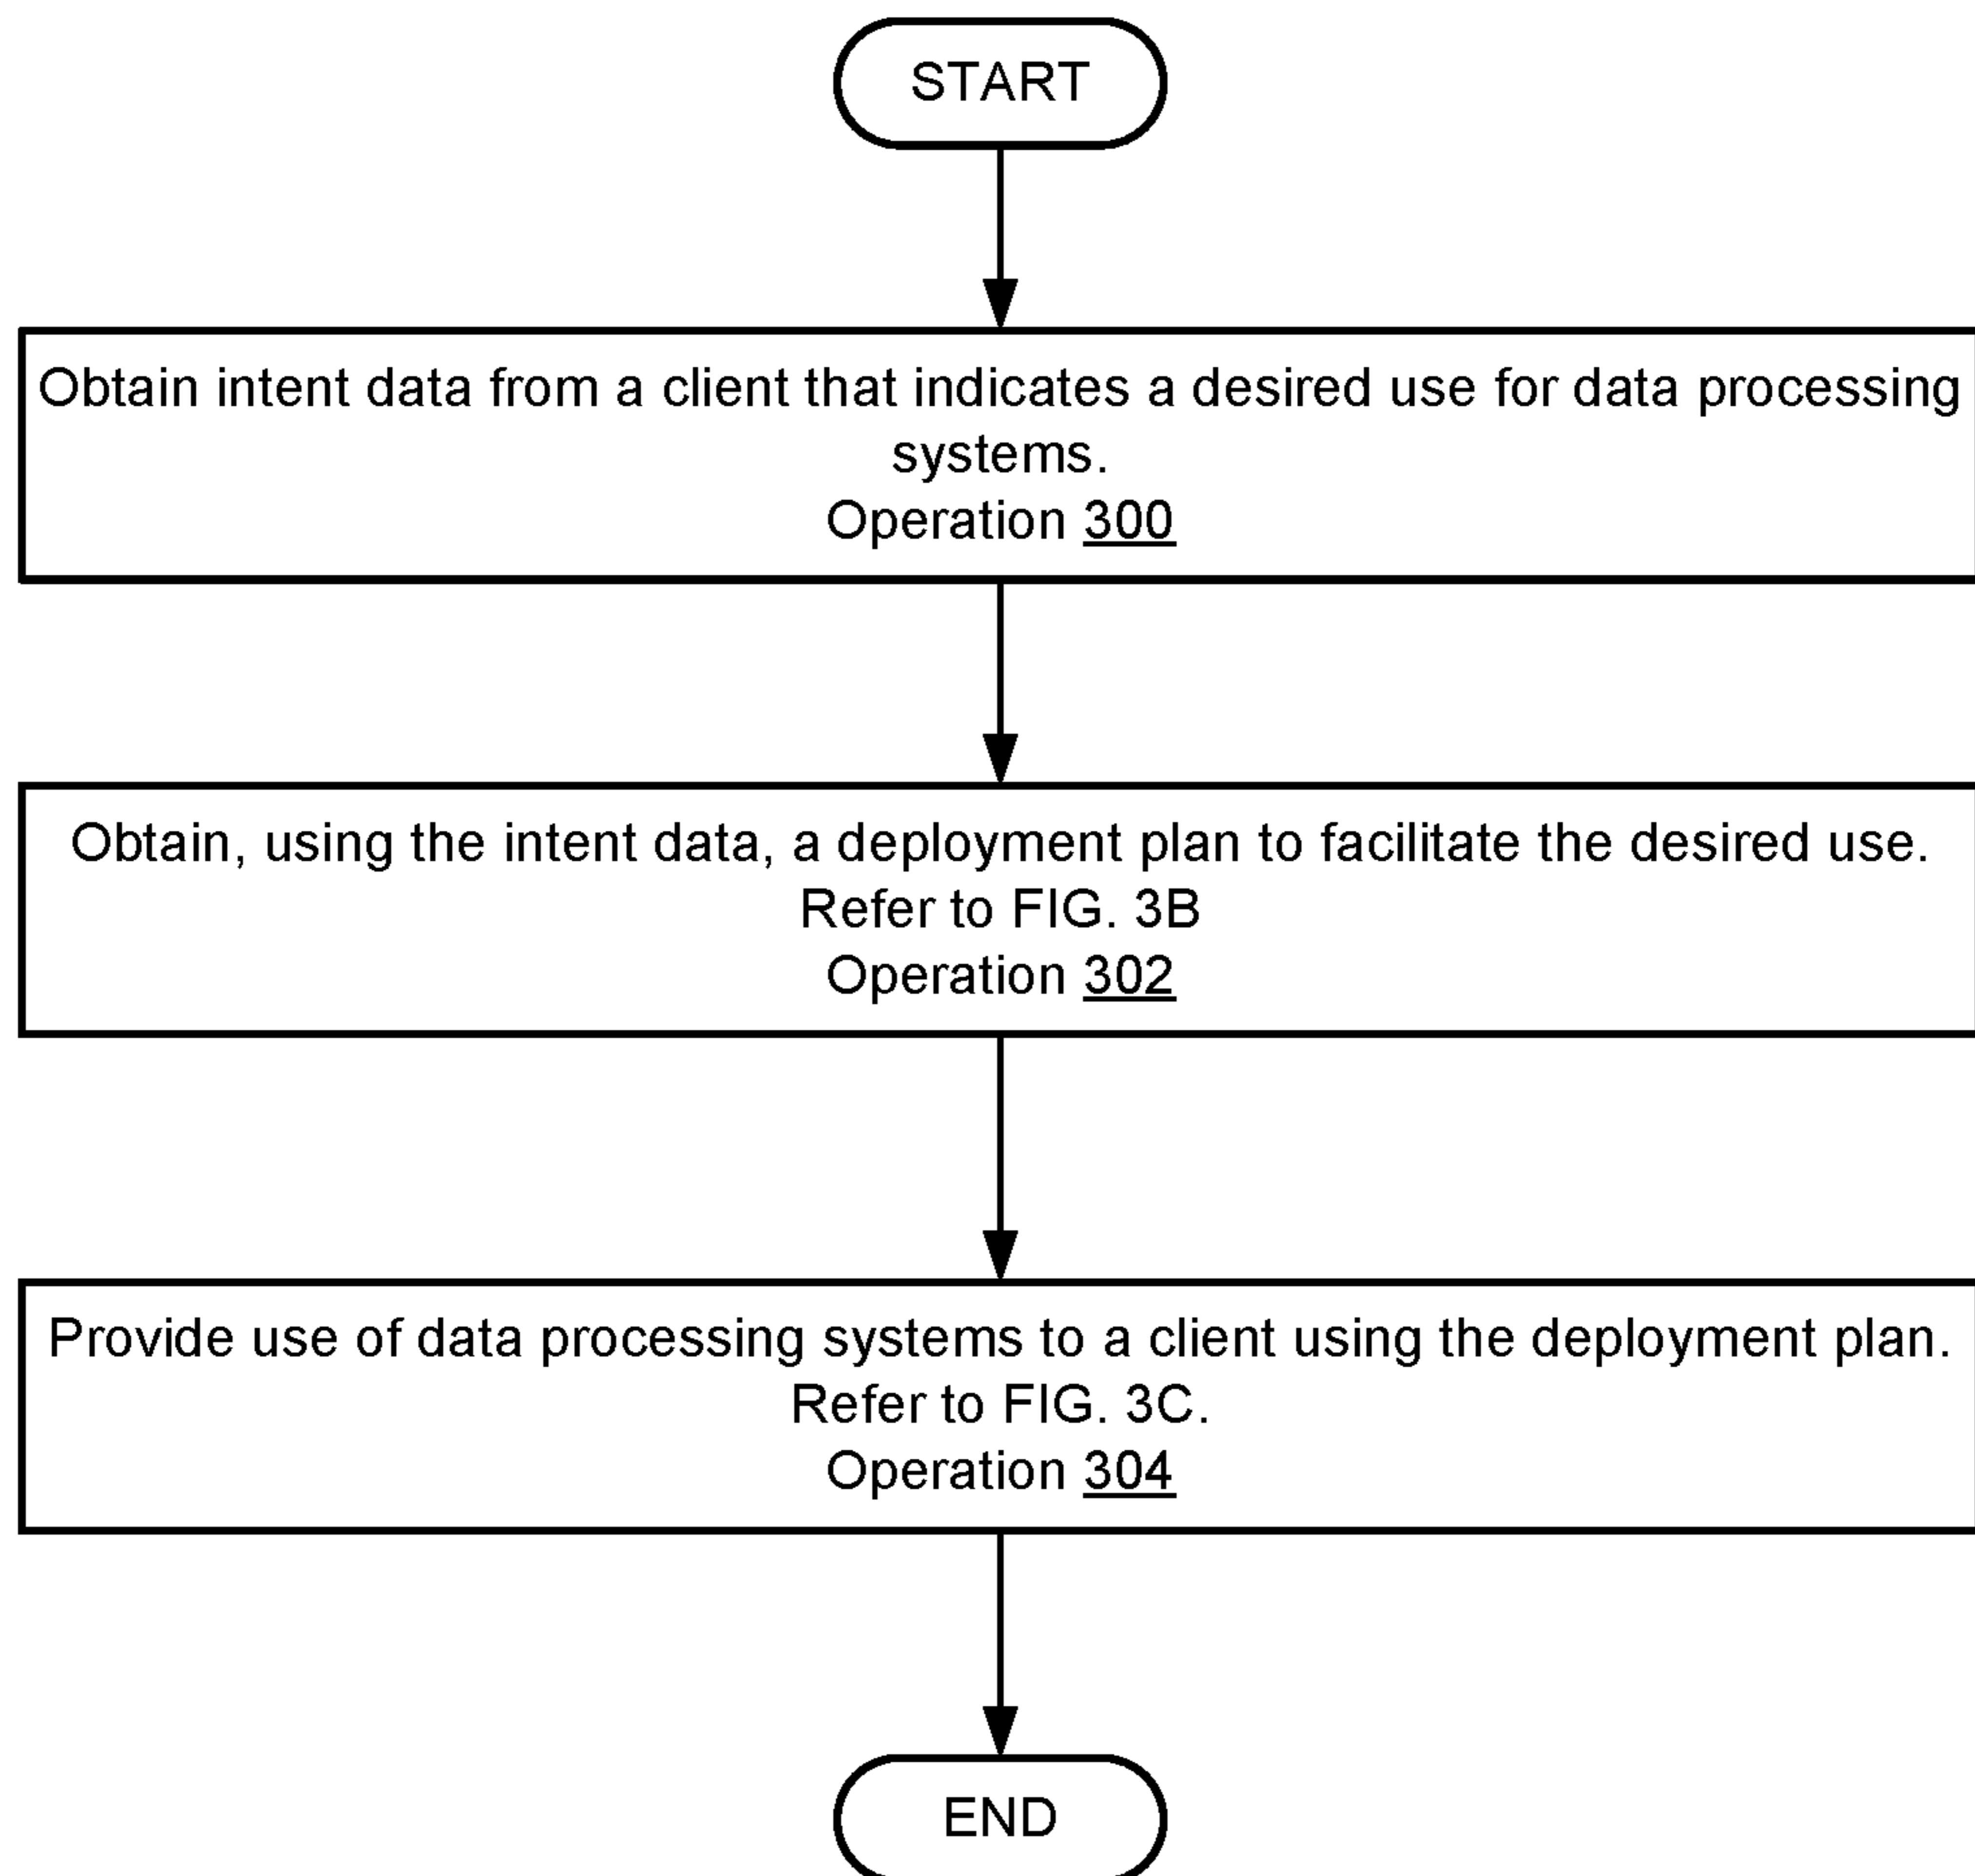 START
Obtain intent data from a client that indicates a desired use for data processing
systems.
Operation 300
Obtain, using the intent data, a deployment plan to facilitate the desired use.
Refer to FIG. 3B
Operation 302
Provide use of data processing systems to a client using the deployment plan.
Refer to FIG. 3C.
Operation 304
END